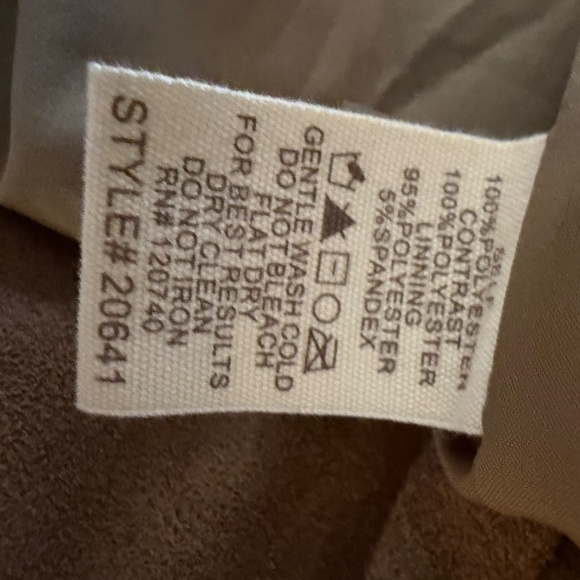 100%POLYESTER
CONTRAST
100%POLYESTER
LINNING
95%POLYESTER
5%SPANDEX
GENTLE WASH COLD
DO NOT BLEACH
FLAT DRY
FOR BEST RESULTS
DRY CLEAN
DO NOT IRON
RN# 120740
STYLE# 20641